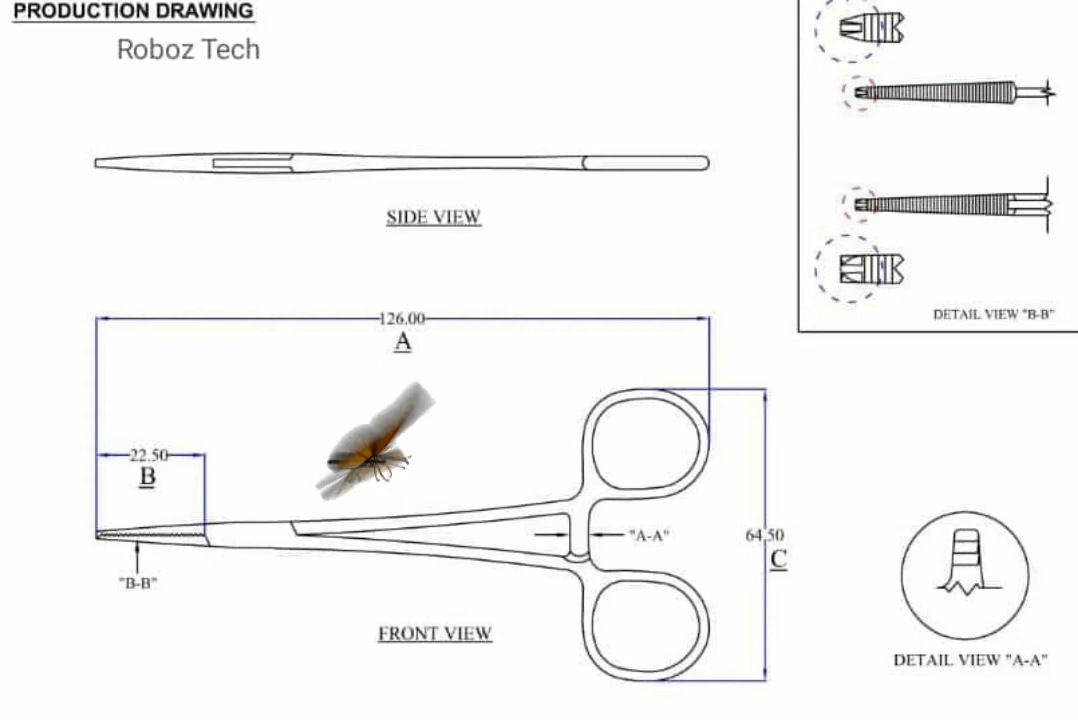 PRODUCTION DRAWING
Roboz Tech
SIDE VIEW
DETAIL VIEW "B-B"
126.00
A
22.50
B
"A-A"
64.50
C
"B-B"
FRONT VIEW
DETAIL VIEW "A-A"